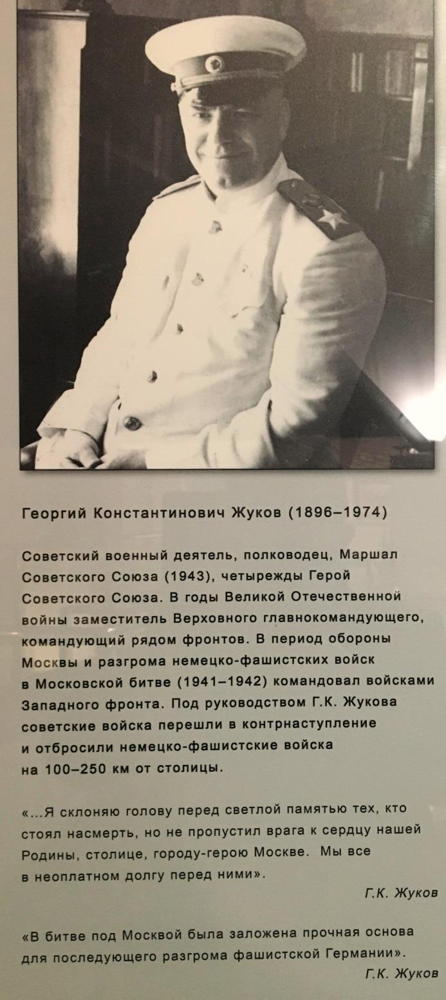 Георгий Константинович Жуков (1896–1974)
Советский военный деятель, полководец, Маршал
Советского Союза (1943), четырежды Герой
Советского Союза. В годы Великой Отечественной
войны заместитель Верховного главнокомандующего,
командующий рядом фронтов. В период обороны
Москвы и разгрома немецко-фашистских войск
в Московской битве (1941–1942) командовал войсками
Западного фронта. Под руководством Г.К. Жукова
советские войска перешли в контрнаступление
и отбросили немецко-фашистские войска
на 100–250 км от столицы.
«...Я склоняю голову перед светлой памятью тех, кто
стоял насмерть, но не пропустил врага к сердцу нашей
Родины, столице, городу-герою Москве. Мы все
в неоплатном долгу перед ними».
Г.К. Жуков
«В битве под Москвой была заложена прочная основа
для последующего разгрома фашистской Германии».
Г.К. Жуков